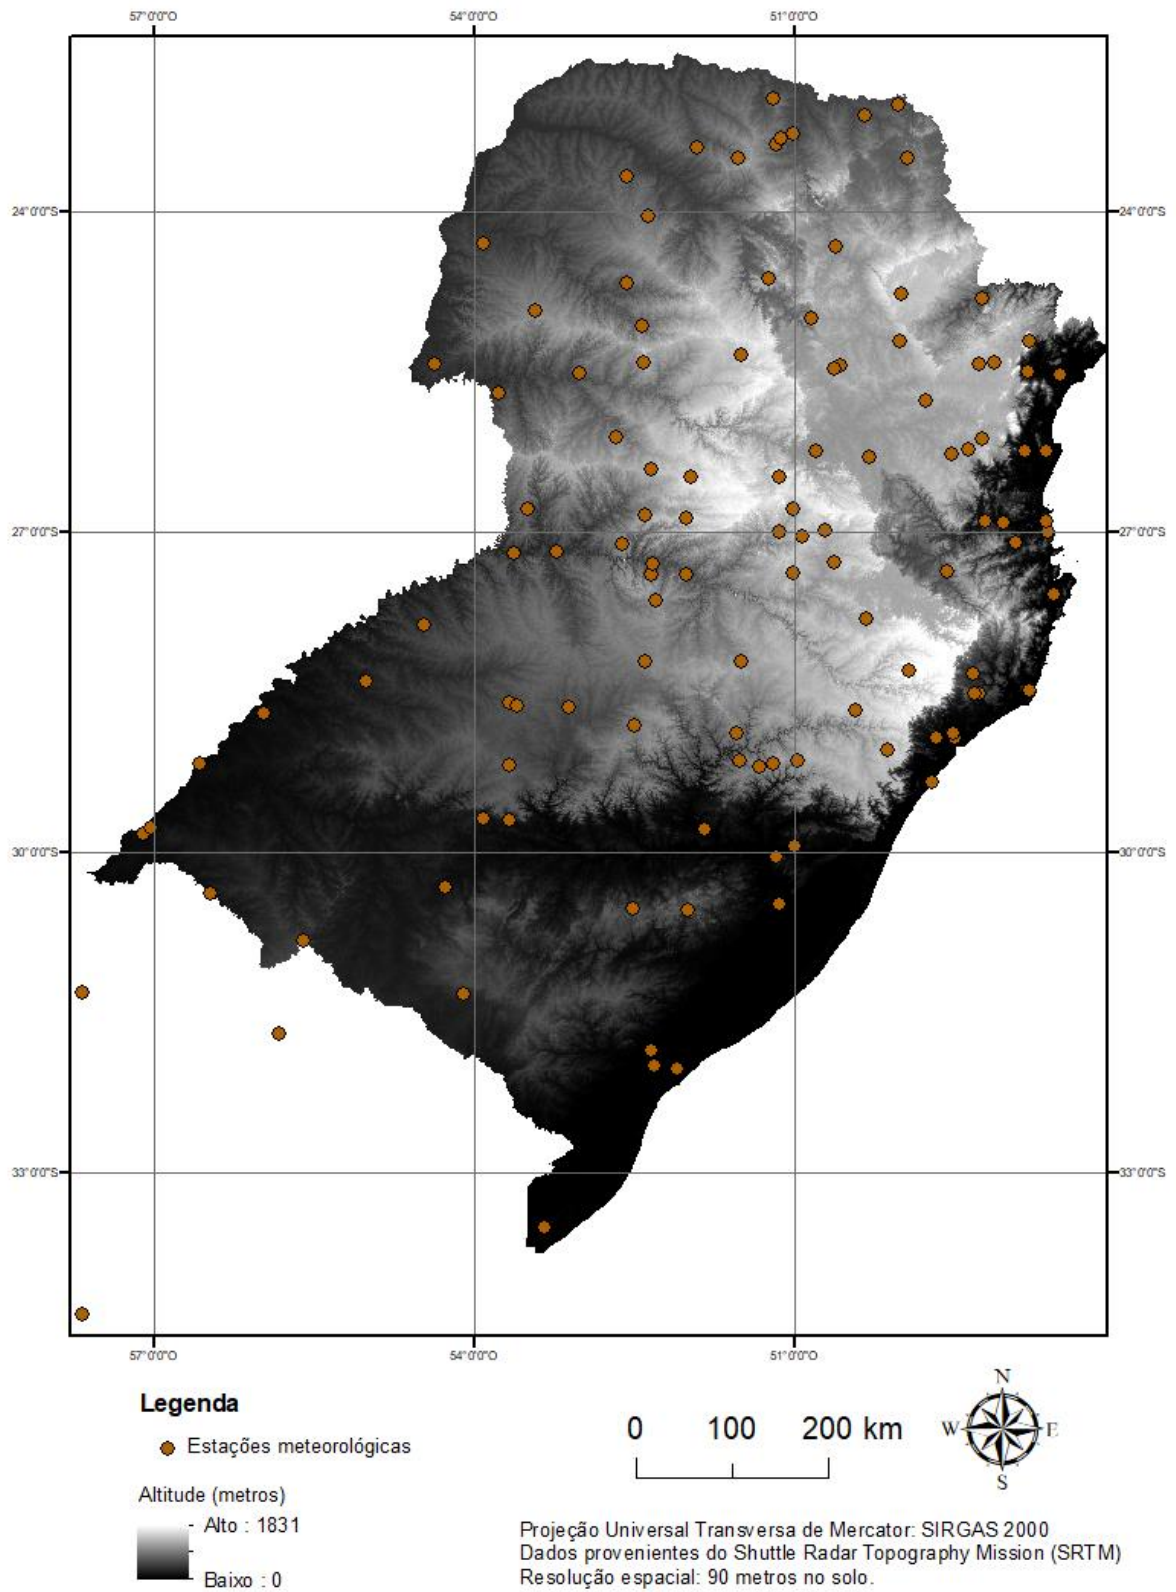 57°0'0"O 54°0'0"O 51°0'0"O
24°0'0"S 24°0'0"S
27°0'0"S 27°0'0"S
30°0'0"S 30°0'0"S
33°0'0"S 33°0'0"S
57°0'0"O 54°0'0"O 51°0'0"O
Legenda
Estações meteorológicas
Altitude (metros)
Alto : 1831
Baixo : 0
0 100 200 km
N
W E
S
Projeção Universal Transversa de Mercator: SIRGAS 2000
Dados provenientes do Shuttle Radar Topography Mission (SRTM)
Resolução espacial: 90 metros no solo.